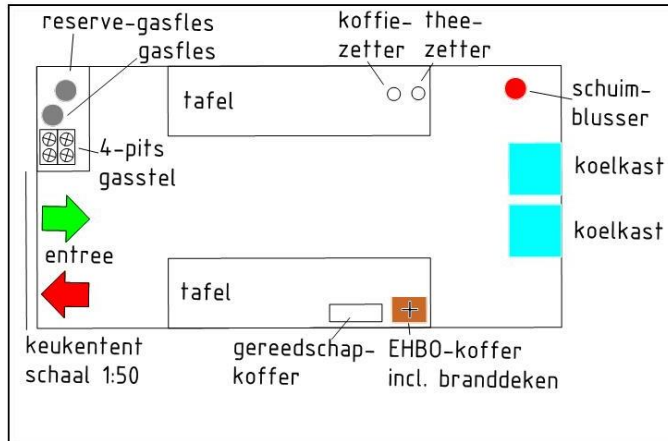 reserve-gasfles
gasfles
koffie-
zetter
thee-
zetter
tafel
schuim-
blusser
4-pits
gasstel
koelkast
koelkast
entree
tafel
keukentent
schaal 1:50
gereedschap-
koffer
EHBO-koffer
incl. branddeken